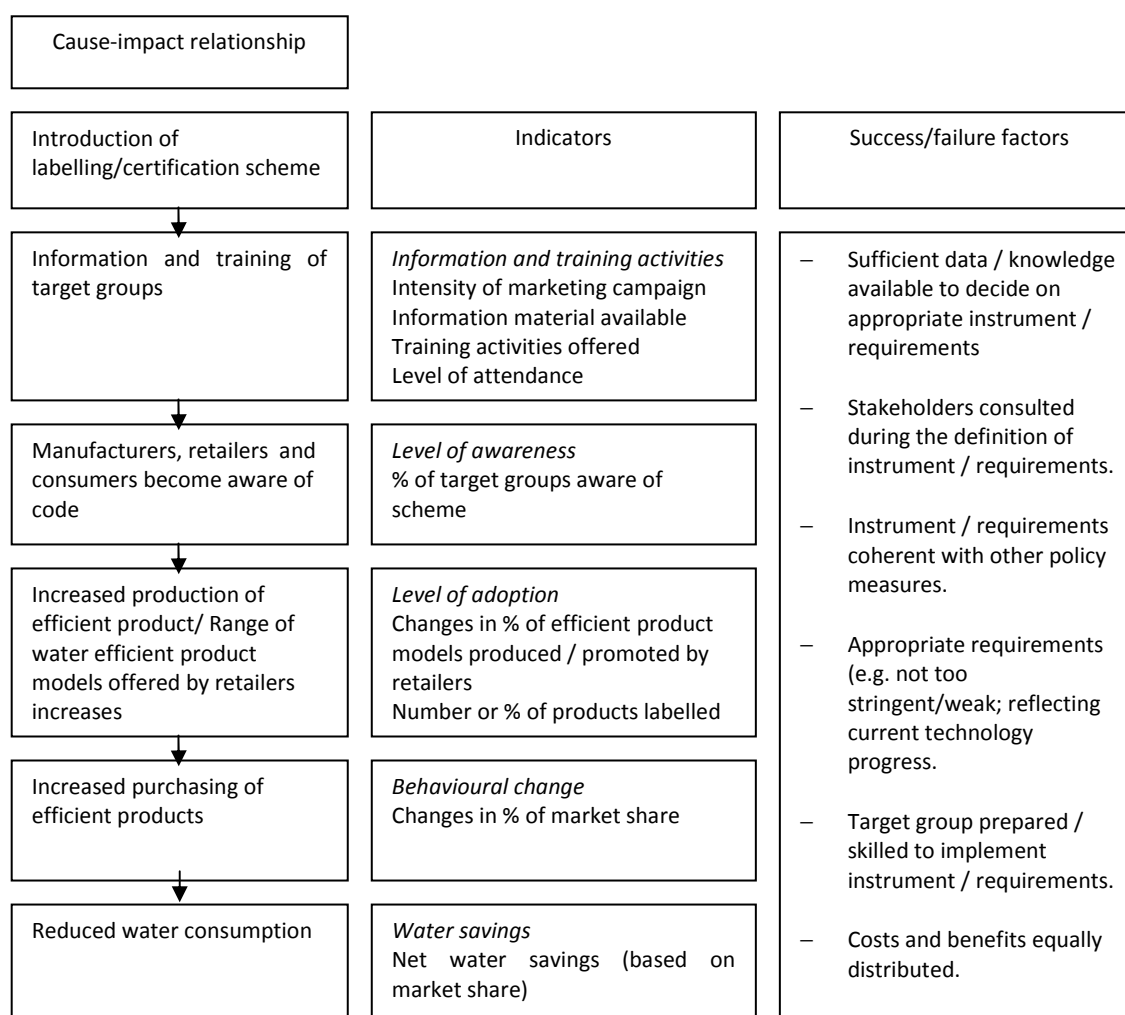 Cause-impact relationship
Introduction of
labelling/certification scheme
Indicators
Success/failure factors
Information and training of
target groups
Information and training activities
Intensity of marketing campaign
Information material available
Training activities offered
Level of attendance
Manufacturers, retailers and
consumers become aware of
code
Level of awareness
% of target groups aware of
scheme
Increased production of
efficient product/ Range of
water efficient product
models offered by retailers
increases
Level of adoption
Changes in % of efficient product
models produced / promoted by
retailers
Number or % of products labelled
Increased purchasing of
efficient products
Behavioural change
Changes in % of market share
Reduced water consumption
Water savings
Net water savings (based on
market share)
– Sufficient data / knowledge
available to decide on
appropriate instrument /
requirements
– Stakeholders consulted
during the definition of
instrument / requirements.
– Instrument / requirements
coherent with other policy
measures.
– Appropriate requirements
(e.g. not too
stringent/weak; reflecting
current technology
progress.
– Target group prepared /
skilled to implement
instrument / requirements.
– Costs and benefits equally
distributed.